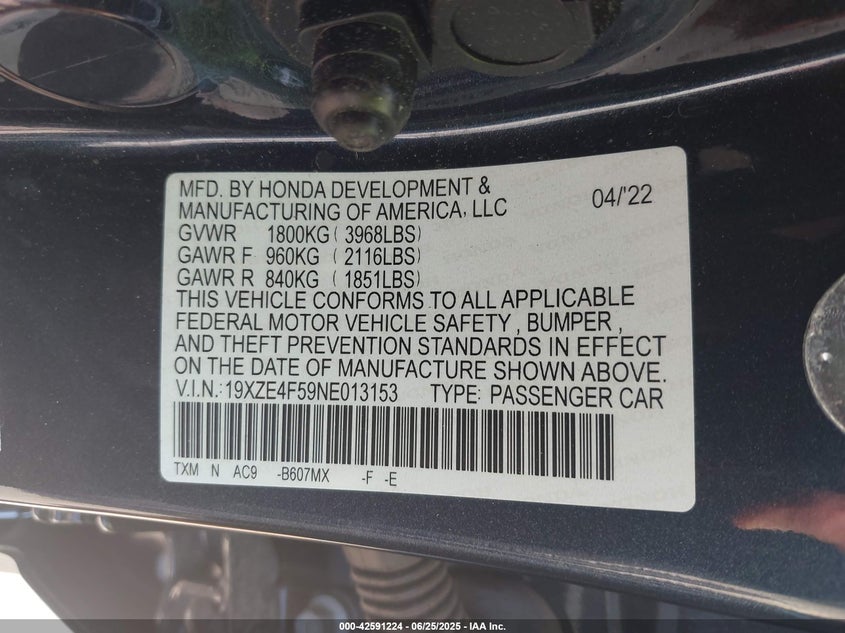 MFD. BY HONDA DEVELOPMENT &
MANUFACTURING OF AMERICA, LLC 04/'22
GVWR 1800KG ( 3968LBS)
GAWR F 960KG ( 2116LBS)
GAWR R 840KG ( 1851LBS)
THIS VEHICLE CONFORMS TO ALL APPLICABLE
FEDERAL MOTOR VEHICLE SAFETY , BUMPER ,
AND THEFT PREVENTION STANDARDS IN EFFECT
ON THE DATE OF MANUFACTURE SHOWN ABOVE.
V.I.N.: 19XZE4F59NE013153 TYPE: PASSENGER CAR
TXM N AC9 -B607MX -F -E
000-42591224 - 06/25/2025 - IAA Inc.